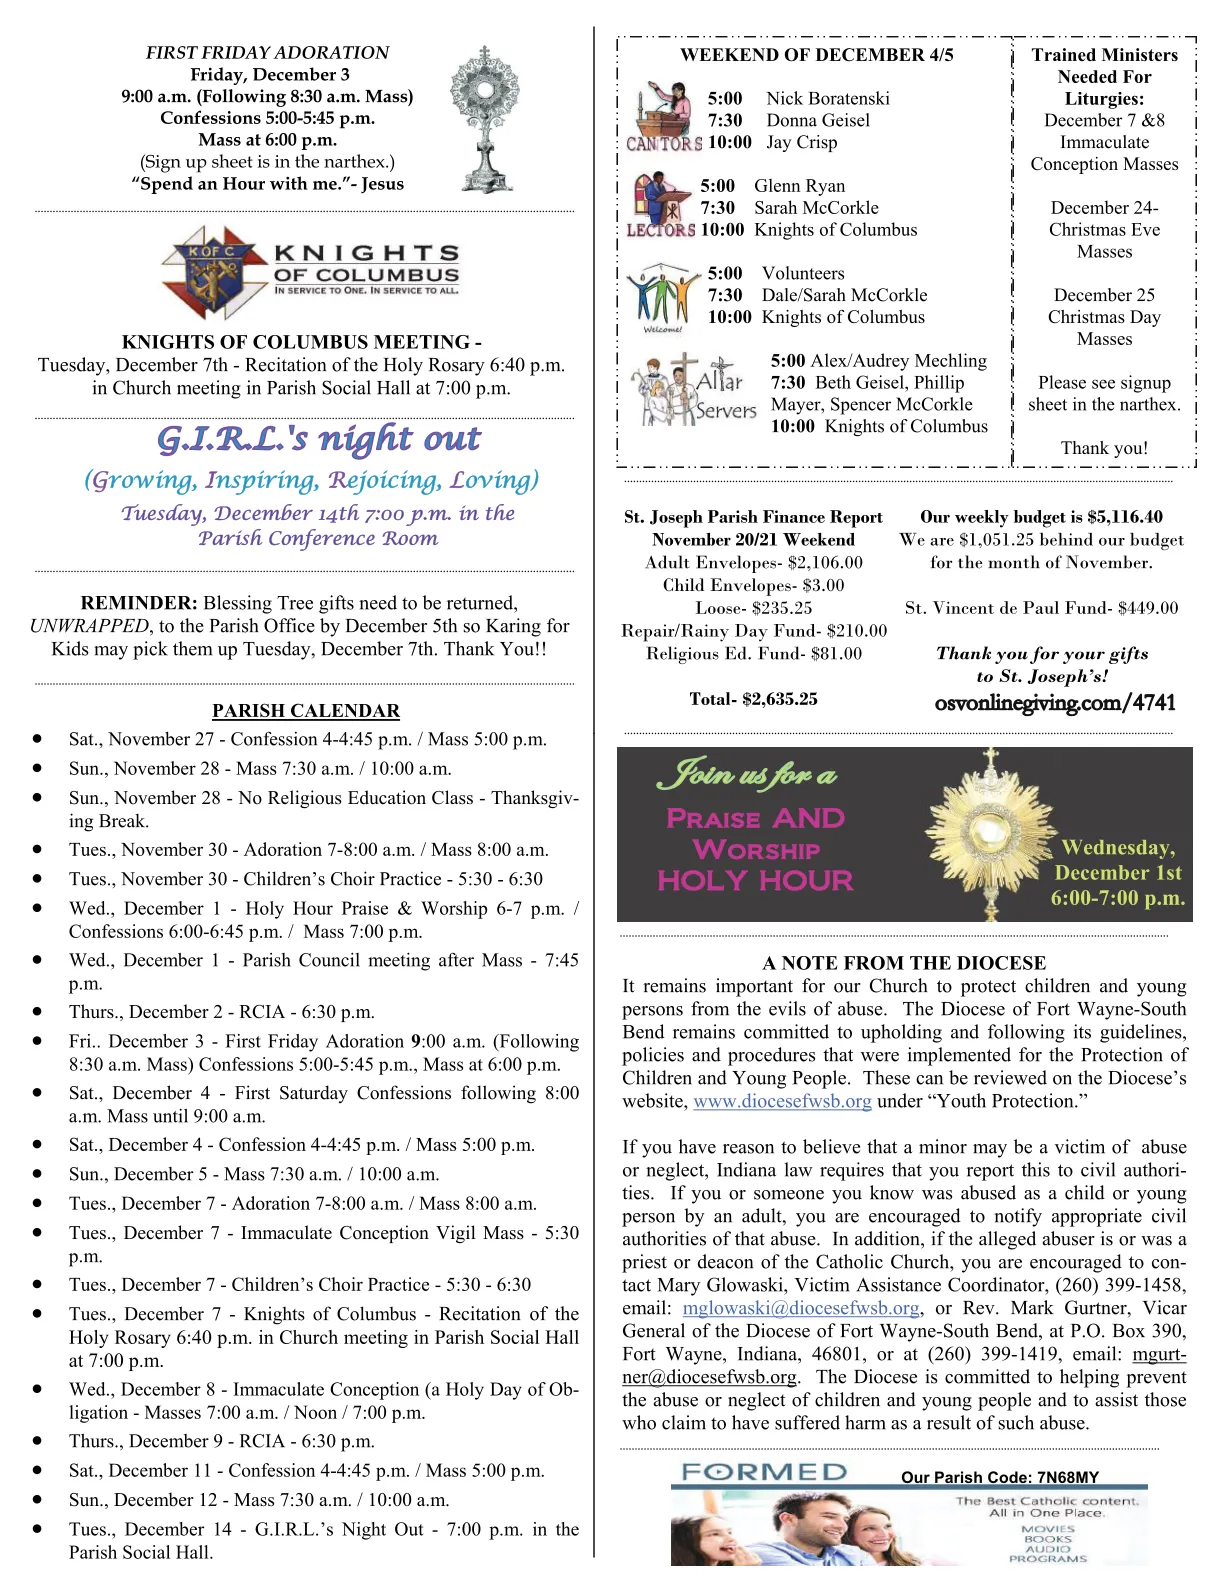 FIRST FRIDAY ADORATION
Friday, December 3
9:00 a.m. (Following 8:30 a.m. Mass)
Confessions 5:00-5:45 p.m.
Mass at 6:00 p.m.
(Sign up sheet is in the narthex.)
“Spend an Hour with me.”- Jesus
K OF C
KNIGHTS
OF COLUMBUS
IN SERVICE TO ONE. IN SERVICE TO ALL.
KNIGHTS OF COLUMBUS MEETING -
Tuesday, December 7th - Recitation of the Holy Rosary 6:40 p.m.
in Church meeting in Parish Social Hall at 7:00 p.m.
G.I.R.L.'s night out
(Growing, Inspiring, Rejoicing, Loving)
Tuesday, December 14th 7:00 p.m. in the
Parish Conference Room
REMINDER: Blessing Tree gifts need to be returned,
UNWRAPPED, to the Parish Office by December 5th so Karing for
Kids may pick them up Tuesday, December 7th. Thank You!!
PARISH CALENDAR
● Sat., November 27 - Confession 4-4:45 p.m. / Mass 5:00 p.m.
● Sun., November 28 - Mass 7:30 a.m. / 10:00 a.m.
● Sun., November 28 - No Religious Education Class - Thanksgiv-
ing Break.
● Tues., November 30 - Adoration 7-8:00 a.m. / Mass 8:00 a.m.
● Tues., November 30 - Children’s Choir Practice - 5:30 - 6:30
● Wed., December 1 - Holy Hour Praise & Worship 6-7 p.m. /
Confessions 6:00-6:45 p.m. / Mass 7:00 p.m.
● Wed., December 1 - Parish Council meeting after Mass - 7:45
p.m.
● Thurs., December 2 - RCIA - 6:30 p.m.
● Fri.. December 3 - First Friday Adoration 9:00 a.m. (Following
8:30 a.m. Mass) Confessions 5:00-5:45 p.m., Mass at 6:00 p.m.
● Sat., December 4 - First Saturday Confessions following 8:00
a.m. Mass until 9:00 a.m.
● Sat., December 4 - Confession 4-4:45 p.m. / Mass 5:00 p.m.
● Sun., December 5 - Mass 7:30 a.m. / 10:00 a.m.
● Tues., December 7 - Adoration 7-8:00 a.m. / Mass 8:00 a.m.
● Tues., December 7 - Immaculate Conception Vigil Mass - 5:30
p.m.
● Tues., December 7 - Children’s Choir Practice - 5:30 - 6:30
● Tues., December 7 - Knights of Columbus - Recitation of the
Holy Rosary 6:40 p.m. in Church meeting in Parish Social Hall
at 7:00 p.m.
● Wed., December 8 - Immaculate Conception (a Holy Day of Ob-
ligation - Masses 7:00 a.m. / Noon / 7:00 p.m.
● Thurs., December 9 - RCIA - 6:30 p.m.
● Sat., December 11 - Confession 4-4:45 p.m. / Mass 5:00 p.m.
● Sun., December 12 - Mass 7:30 a.m. / 10:00 a.m.
● Tues., December 14 - G.I.R.L.’s Night Out - 7:00 p.m. in the
Parish Social Hall.
WEEKEND OF DECEMBER 4/5
CANTORS
5:00 Nick Boratenski
7:30 Donna Geisel
10:00 Jay Crisp
LECTORS
5:00 Glenn Ryan
7:30 Sarah McCorkle
10:00 Knights of Columbus
Welcome!
5:00 Volunteers
7:30 Dale/Sarah McCorkle
10:00 Knights of Columbus
Altar
Servers
5:00 Alex/Audrey Mechling
7:30 Beth Geisel, Phillip
Mayer, Spencer McCorkle
10:00 Knights of Columbus
Trained Ministers
Needed For
Liturgies:
December 7 &8
Immaculate
Conception Masses
December 24-
Christmas Eve
Masses
December 25
Christmas Day
Masses
Please see signup
sheet in the narthex.
Thank you!
St. Joseph Parish Finance Report
November 20/21 Weekend
Adult Envelopes- $2,106.00
Child Envelopes- $3.00
Loose- $235.25
Repair/Rainy Day Fund- $210.00
Religious Ed. Fund- $81.00
Total- $2,635.25
Our weekly budget is $5,116.40
We are $1,051.25 behind our budget
for the month of November.
St. Vincent de Paul Fund- $449.00
Thank you for your gifts
to St. Joseph’s!
osvonlinegiving.com/4741
Join us for a
PRAISE AND
WORSHIP
HOLY HOUR
Wednesday,
December 1st
6:00-7:00 p.m.
A NOTE FROM THE DIOCESE
It remains important for our Church to protect children and young
persons from the evils of abuse. The Diocese of Fort Wayne-South
Bend remains committed to upholding and following its guidelines,
policies and procedures that were implemented for the Protection of
Children and Young People. These can be reviewed on the Diocese’s
website, www.diocesefwsb.org under “Youth Protection.”
If you have reason to believe that a minor may be a victim of abuse
or neglect, Indiana law requires that you report this to civil authori-
ties. If you or someone you know was abused as a child or young
person by an adult, you are encouraged to notify appropriate civil
authorities of that abuse. In addition, if the alleged abuser is or was a
priest or deacon of the Catholic Church, you are encouraged to con-
tact Mary Glowaski, Victim Assistance Coordinator, (260) 399-1458,
email: mglowaski@diocesefwsb.org, or Rev. Mark Gurtner, Vicar
General of the Diocese of Fort Wayne-South Bend, at P.O. Box 390,
Fort Wayne, Indiana, 46801, or at (260) 399-1419, email: mgurt-
ner@diocesefwsb.org. The Diocese is committed to helping prevent
the abuse or neglect of children and young people and to assist those
who claim to have suffered harm as a result of such abuse.
FORMED
Our Parish Code: 7N68MY
The Best Catholic content.
All in One Place.
MOVIES
BOOKS
AUDIO
PROGRAMS